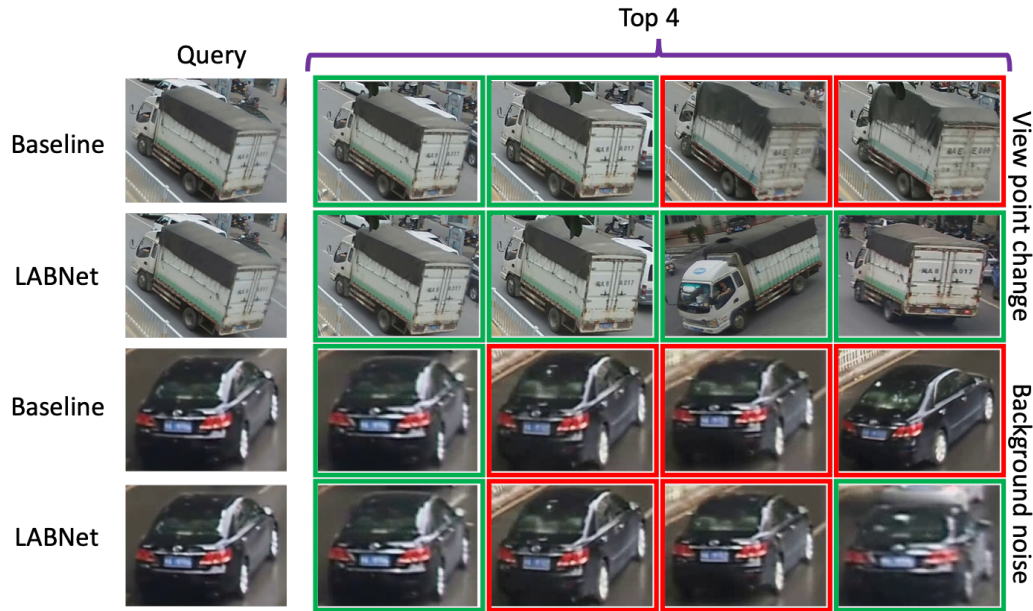 Top 4
Query
Baseline
LABNet
View point change
Baseline
LABNet
Background noise